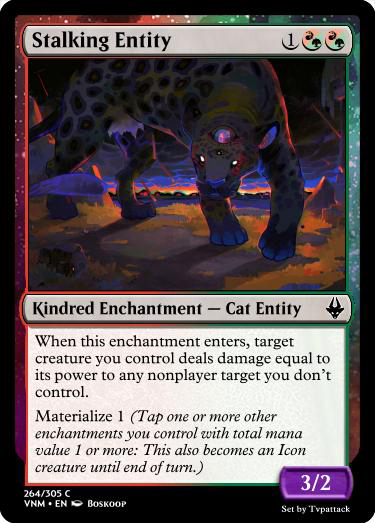 Stalking Entity
1
Kindred Enchantment — Cat Entity
When this enchantment enters, target
creature you control deals damage equal to
its power to any nonplayer target you don't
control.
Materialize 1 (Tap one or more other
enchantments you control with total mana
value 1 or more: This also becomes an Icon
creature until end of turn.)
3/2
264/305 C
VNM • EN Boskoop
Set by Tvpattack